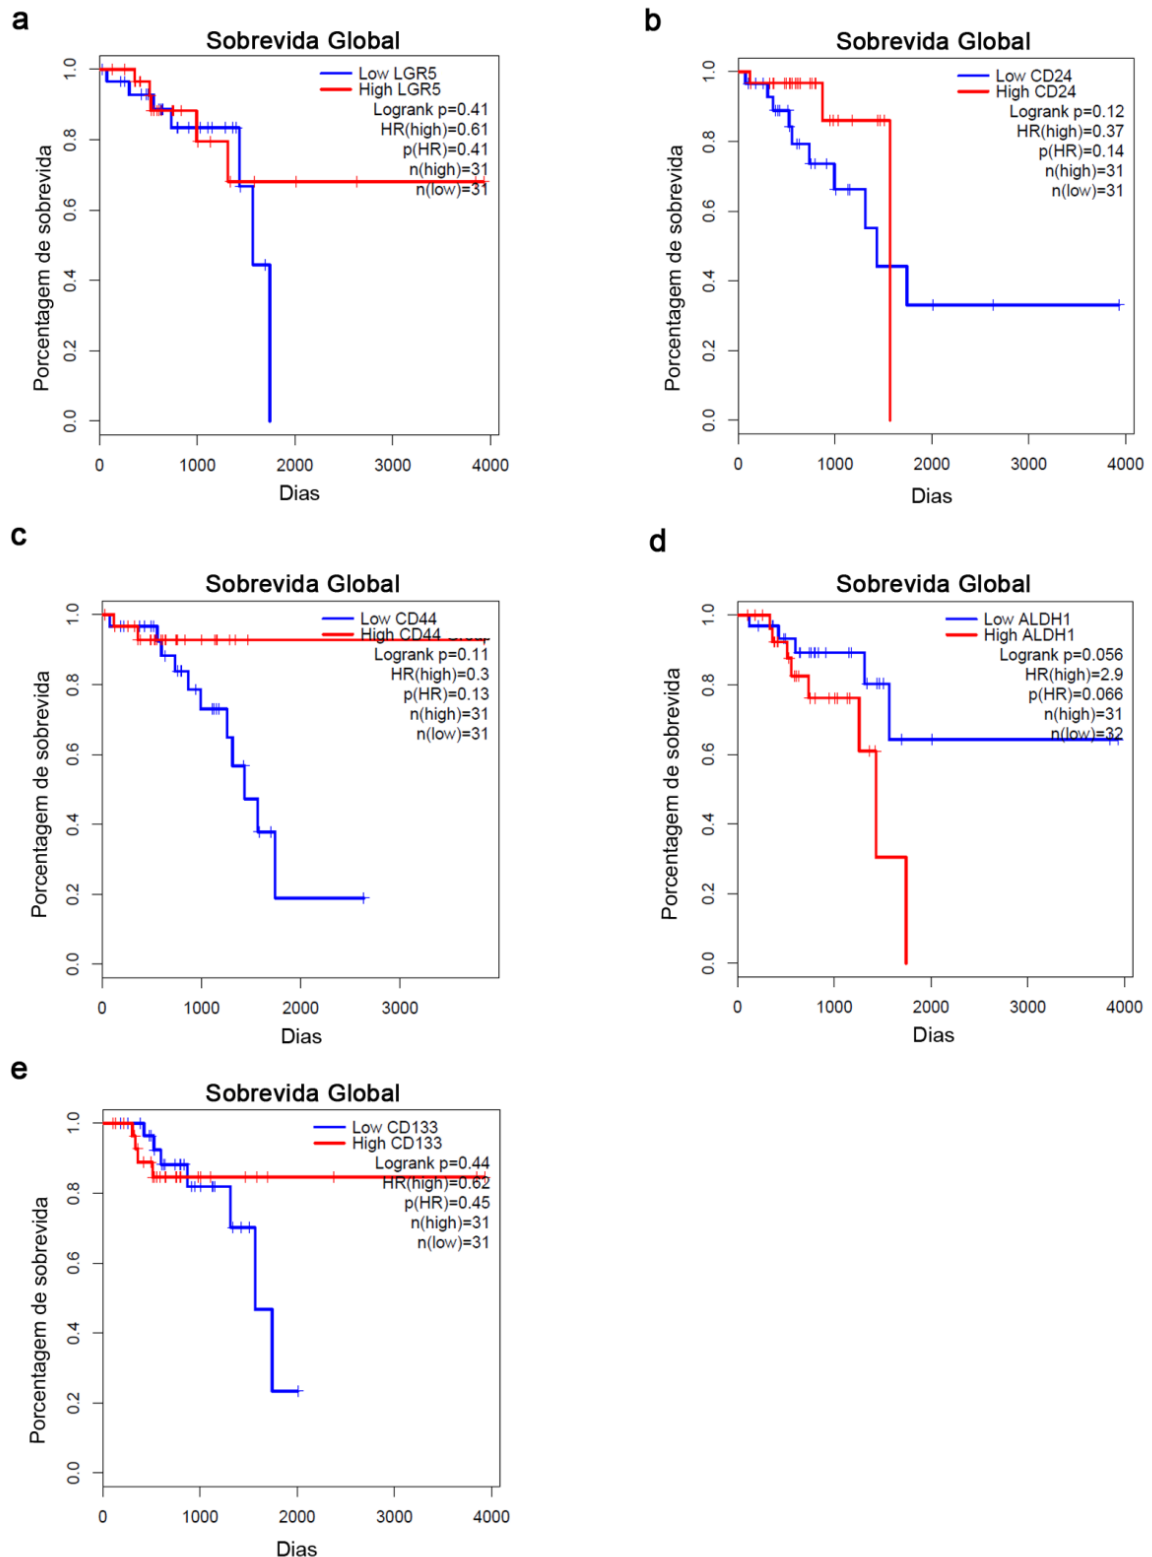 a
Sobrevida Global
Low LGR5
High LGR5
Logrank p=0.41
HR(high)=0.61
p(HR)=0.41
n(high)=31
n(low)=31
Porcentagem de sobrevida
0.0 0.2 0.4 0.6 0.8 1.0
0 1000 2000 3000 4000
Dias
b
Sobrevida Global
Low CD24
High CD24
Logrank p=0.12
HR(high)=0.37
p(HR)=0.14
n(high)=31
n(low)=31
Porcentagem de sobrevida
0.0 0.2 0.4 0.6 0.8 1.0
0 1000 2000 3000 4000
Dias
c
Sobrevida Global
Low CD44
High CD44
Logrank p=0.11
HR(high)=0.3
p(HR)=0.13
n(high)=31
n(low)=31
Porcentagem de sobrevida
0.0 0.2 0.4 0.6 0.8 1.0
0 1000 2000 3000
Dias
d
Sobrevida Global
Low ALDH1
High ALDH1
Logrank p=0.056
HR(high)=2.9
p(HR)=0.066
n(high)=31
n(low)=32
Porcentagem de sobrevida
0.0 0.2 0.4 0.6 0.8 1.0
0 1000 2000 3000 4000
Dias
e
Sobrevida Global
Low CD133
High CD133
Logrank p=0.44
HR(high)=0.62
p(HR)=0.45
n(high)=31
n(low)=31
Porcentagem de sobrevida
0.0 0.2 0.4 0.6 0.8 1.0
0 1000 2000 3000 4000
Dias